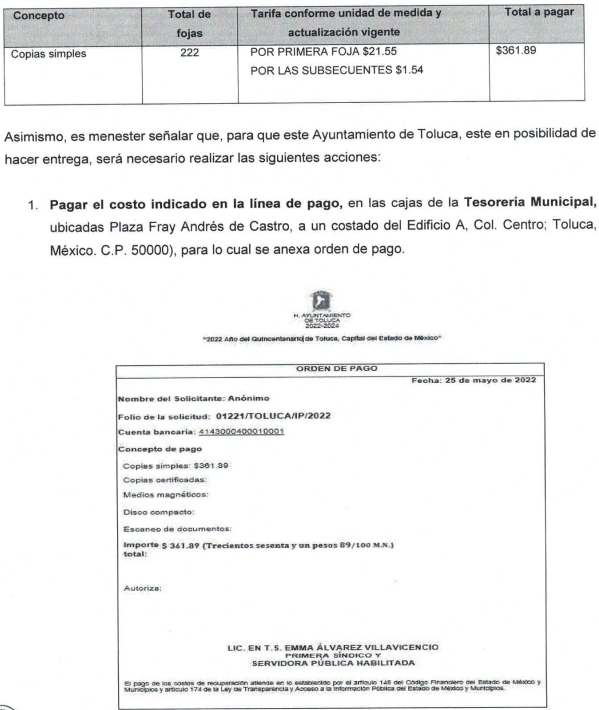 Concepto Total de fojas Tarifa conforme unidad de medida y actualización vigente Total a pagar
Copias simples 222 POR PRIMERA FOJA $21.55 $361.89
POR LAS SUBSECUENTES $1.54
Asimismo, es menester señalar que, para que este Ayuntamiento de Toluca, este en posibilidad de
hacer entrega, será necesario realizar las siguientes acciones:
1. Pagar el costo indicado en la línea de pago, en las cajas de la Tesorería Municipal,
ubicadas Plaza Fray Andrés de Castro, a un costado del Edificio A, Col. Centro; Toluca,
México. C.P. 50000), para lo cual se anexa orden de pago.
H. AYUNTAMIENTO
DE TOLUCA
2022-2024
"2022 Año del Quincentenario de Toluca, Capital del Estado de México"
ORDEN DE PAGO
Fecha: 25 de mayo de 2022
Nombre del Solicitante: Anónimo
Folio de la solicitud: 01221/TOLUCA/IP/2022
Cuenta bancaria: 4143000400010001
Concepto de pago
Copias simples: $361.89
Copias certificadas:
Medios magnéticos:
Disco compacto:
Escaneo de documentos:
Importe $ 361.89 (Trecientos sesenta y un pesos 89/100 M.N.)
total:
Autoriza:
LIC. EN T.S. EMMA ÁLVAREZ VILLAVICENCIO
PRIMERA SÍNDICO Y
SERVIDORA PÚBLICA HABILITADA
El pago de los costos de recuperación atiende en lo establecido por el artículo 148 del Código Financiero del Estado de México y
Municipios y artículo 174 de la Ley de Transparencia y Acceso a la Información Pública del Estado de México y Municipios.